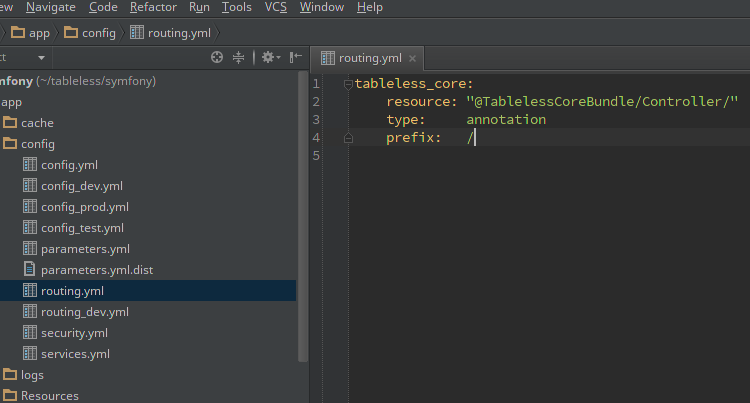 ew Navigate Code Refactor Run Tools VCS Window Help
app config routing.yml
ct
routing.yml
mfony (~/tableless/symfony)
app
cache
config
config.yml
config_dev.yml
config_prod.yml
config_test.yml
parameters.yml
parameters.yml.dist
routing.yml
routing_dev.yml
security.yml
services.yml
logs
Resources
1 tableless_core:
2 resource: "@TablelessCoreBundle/Controller/"
3 type: annotation
4 prefix: /
5